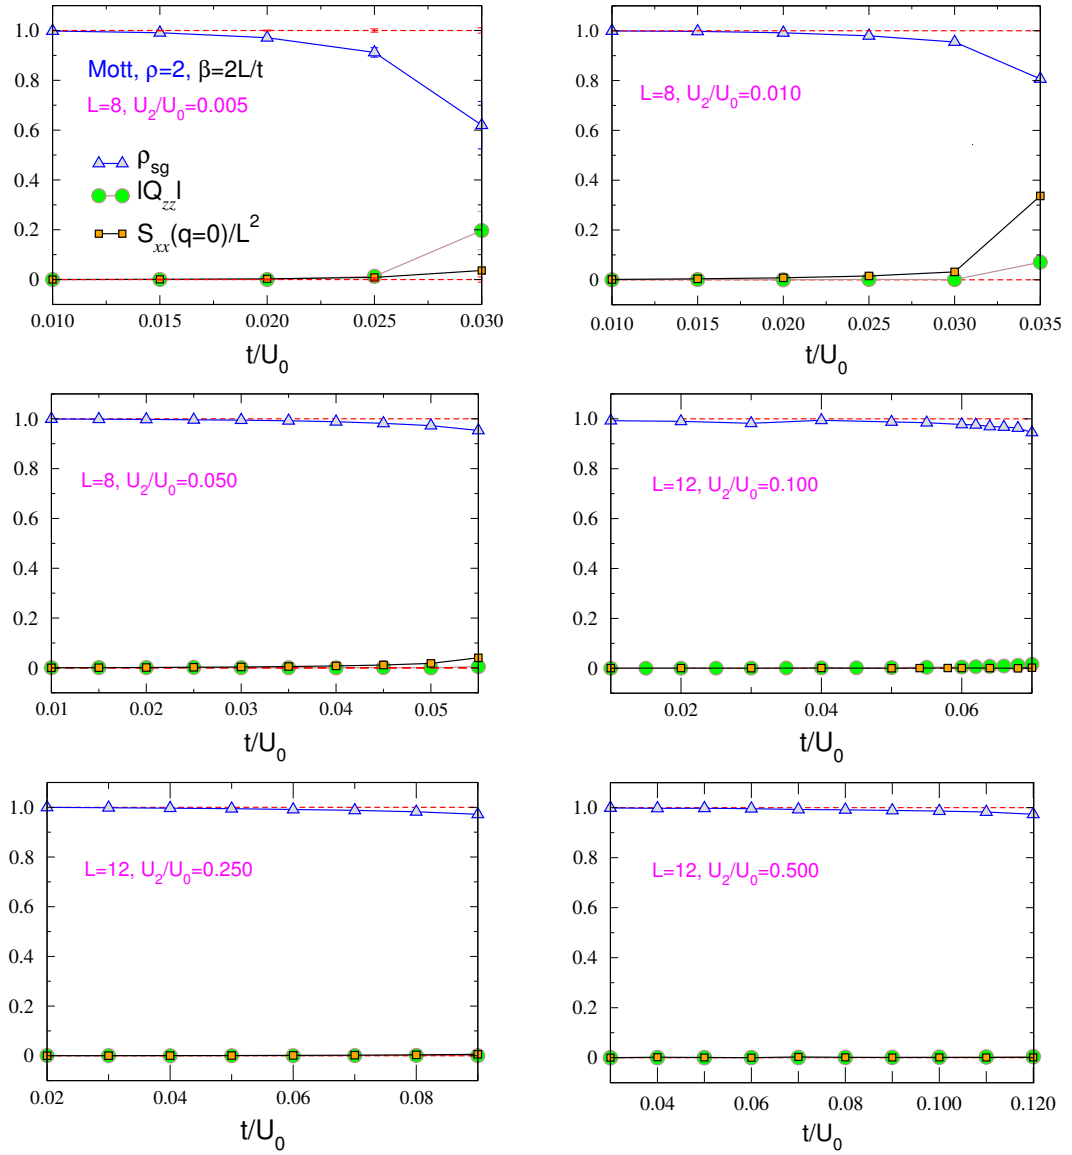 1.0
0.8
0.6
0.4
0.2
0
Mott, ρ=2, β=2L/t
L=8, U₂/U₀=0.005
ρ_sg
|Q_zz|
S_xx(q=0)/L²
0.010 0.015 0.020 0.025 0.030
t/U₀
1.0
0.8
0.6
0.4
0.2
0
L=8, U₂/U₀=0.010
0.010 0.015 0.020 0.025 0.030 0.035
t/U₀
1.0
0.8
0.6
0.4
0.2
0
L=8, U₂/U₀=0.050
0.01 0.02 0.03 0.04 0.05
t/U₀
1.0
0.8
0.6
0.4
0.2
0
L=12, U₂/U₀=0.100
0.02 0.04 0.06
t/U₀
1.0
0.8
0.6
0.4
0.2
0
L=12, U₂/U₀=0.250
0.02 0.04 0.06 0.08
t/U₀
1.0
0.8
0.6
0.4
0.2
0
L=12, U₂/U₀=0.500
0.04 0.06 0.08 0.100 0.120
t/U₀